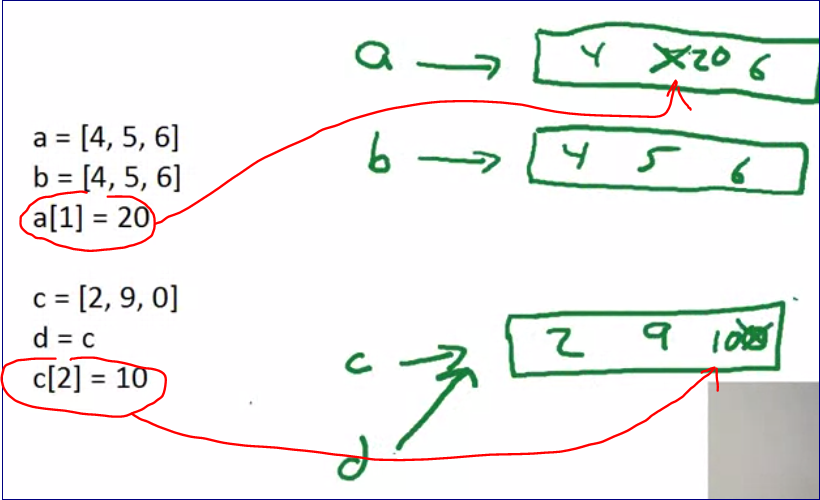 a = [4, 5, 6]
b = [4, 5, 6]
a[1] = 20
c = [2, 9, 0]
d = c
c[2] = 10
a → 4 20 6
b → 4 5 6
c → 2 9 10
d